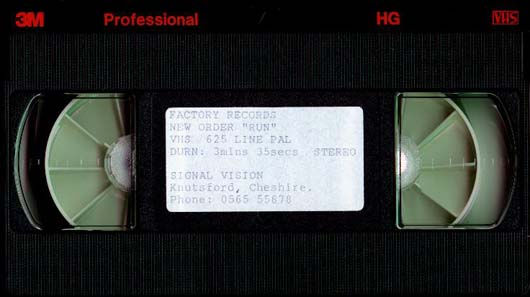 3M Professional HG VHS
FACTORY RECORDS
NEW ORDER "RUN"
VHS 625 LINE PAL
DURN: 3mins 35secs STEREO
SIGNAL VISION
Knutsford, Cheshire.
Phone: 0565 55878